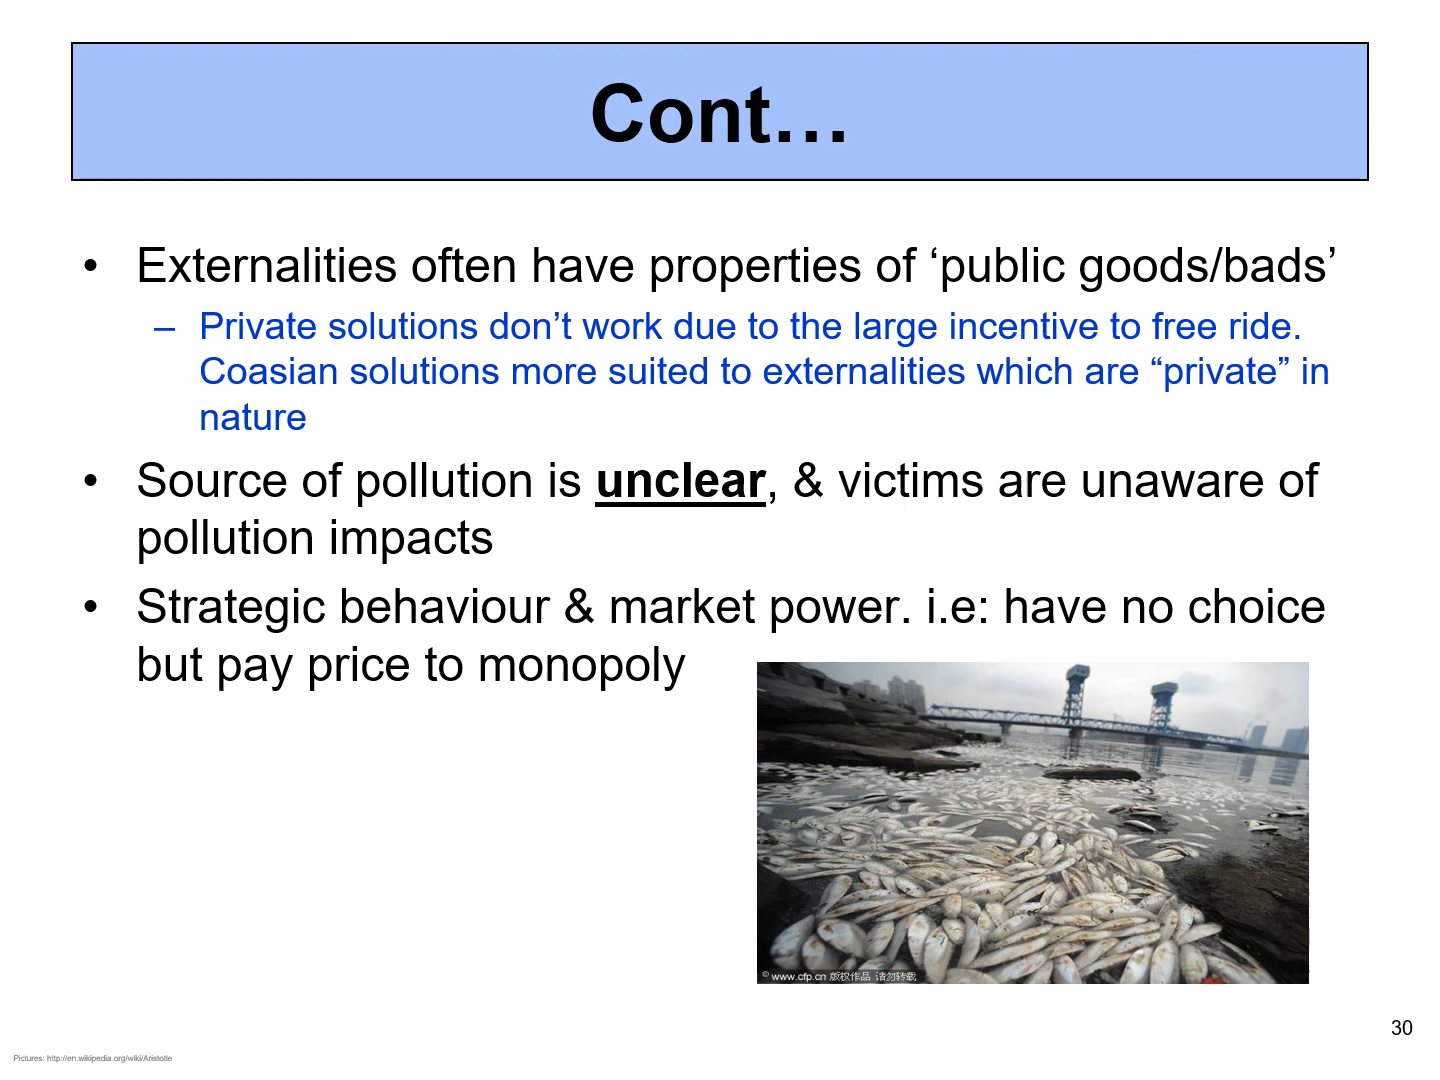 Cont…
• Externalities often have properties of ‘public goods/bads’
– Private solutions don’t work due to the large incentive to free ride.
Coasian solutions more suited to externalities which are “private” in
nature
• Source of pollution is unclear, & victims are unaware of
pollution impacts
• Strategic behaviour & market power. i.e: have no choice
but pay price to monopoly
© www.cfp.cn 版权作品 请勿转载
30
Pictures: http://en.wikipedia.org/wiki/Aristotle